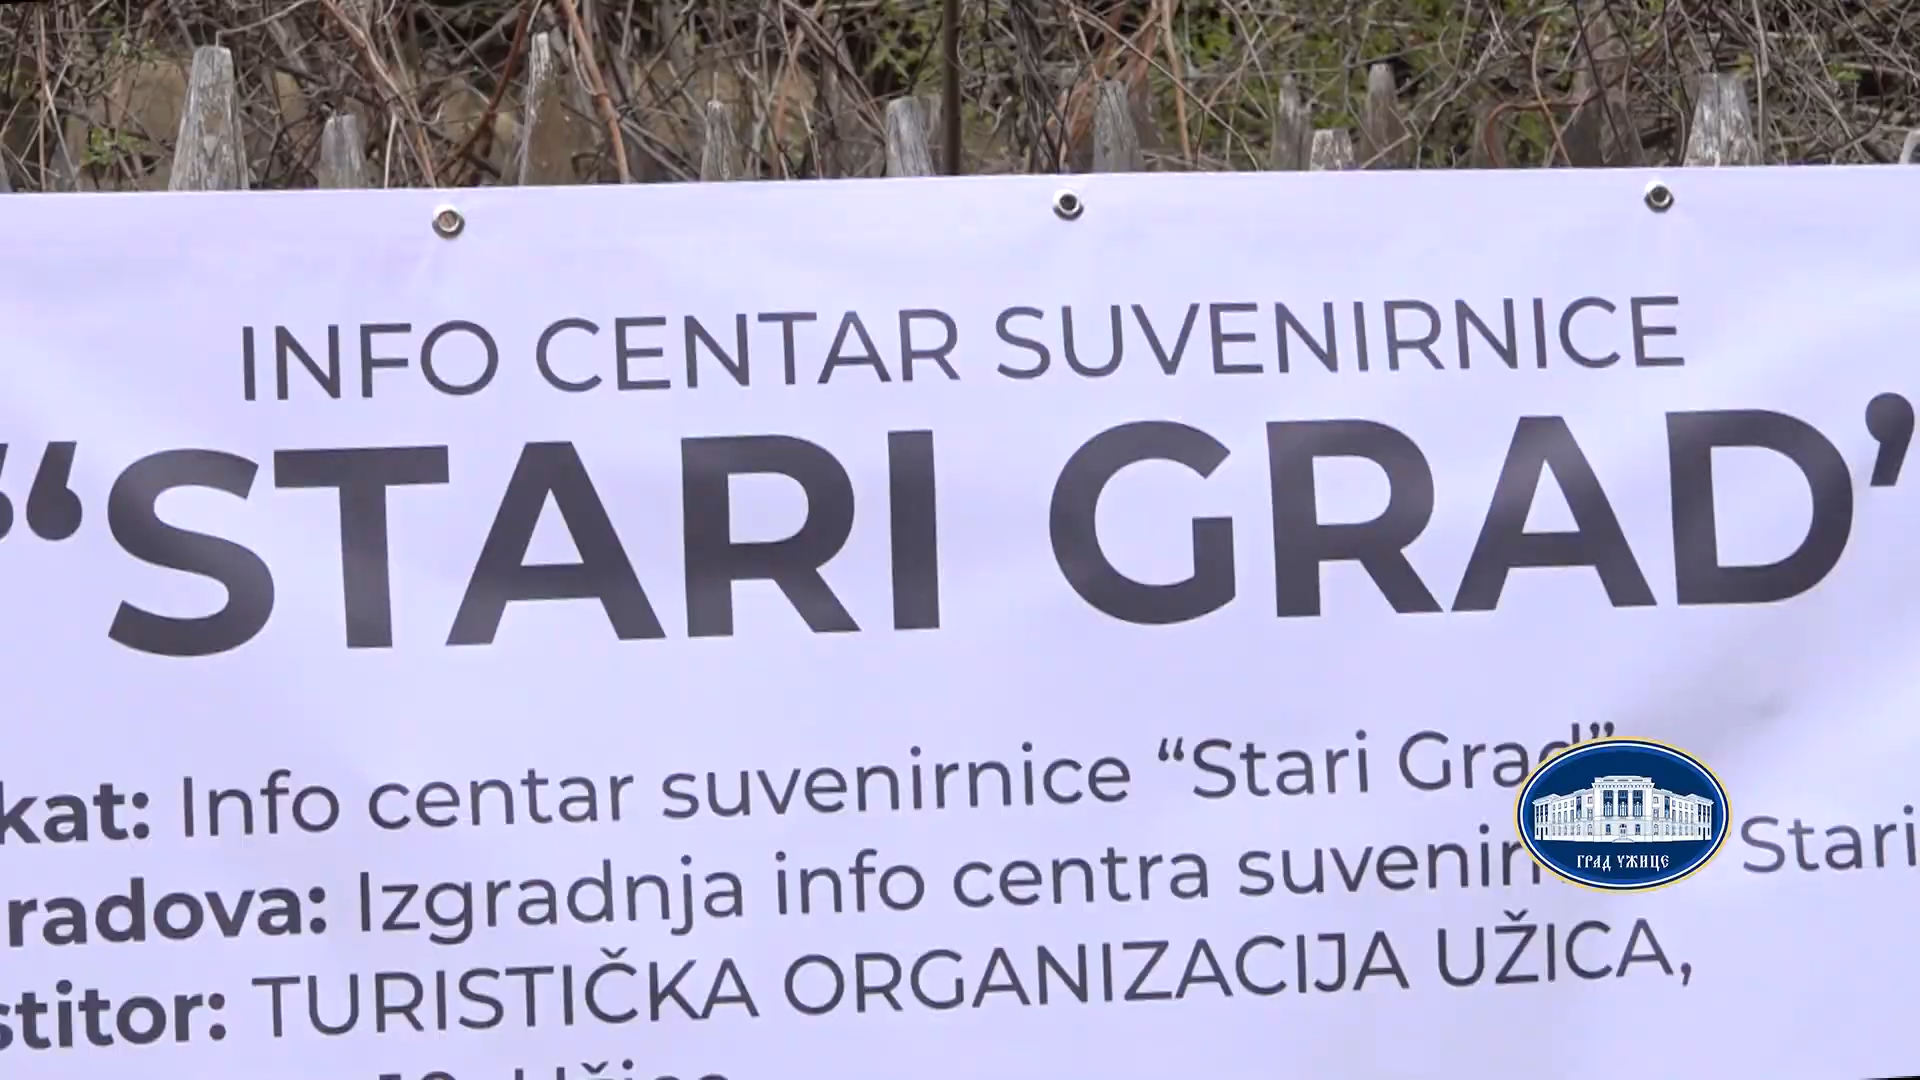 INFO CENTAR SUVENIRNICE
“STARI GRAD”
kat: Info centar suvenirnice “Stari Grad”
radova: Izgradnja info centra suvenir Stari
stitor: TURISTIČKA ORGANIZACIJA UŽICA,
ГРАД УЖИЦЕ